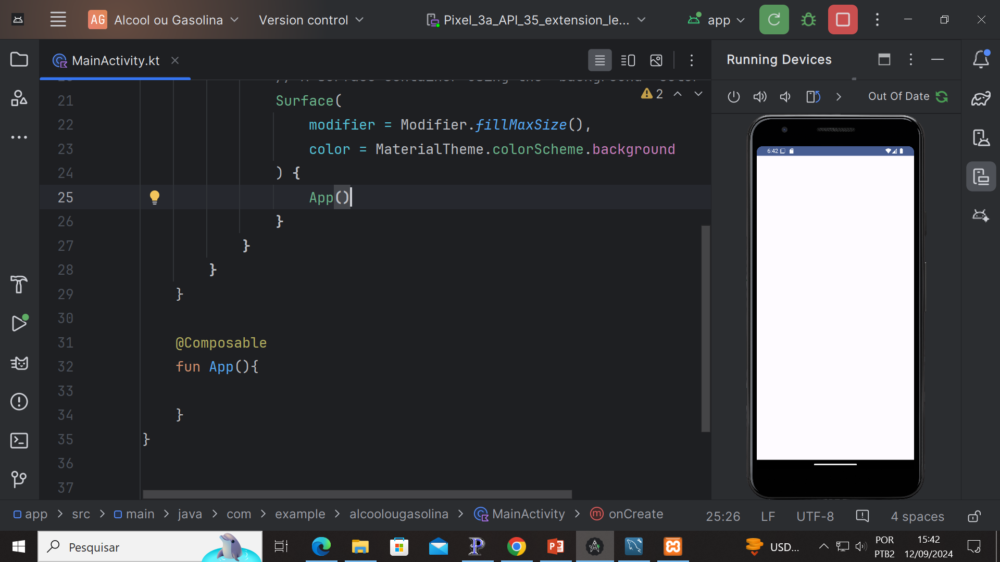 AG Alcool ou Gasolina Version control Pixel_3a_API_35_extension_le... app
MainActivity.kt
Running Devices
2
Out Of Date
21 Surface(
22 modifier = Modifier.fillMaxSize(),
23 color = MaterialTheme.colorScheme.background
24 ) {
25 App()
26 }
27 }
28 }
29 }
30
31 @Composable
32 fun App(){
33
34 }
35 }
36
37
6:42
app > src > main > java > com > example > alcoolougasolina > MainActivity > onCreate 25:26 LF UTF-8 4 spaces
Pesquisar
USD...
POR
PTB2
15:42
12/09/2024